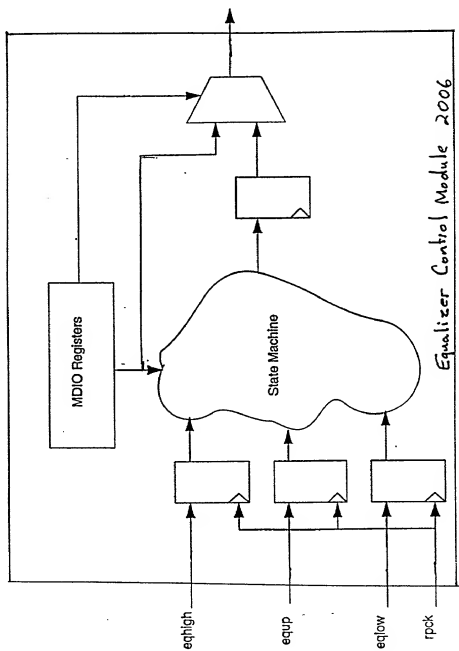 MDIO Registers
State Machine
eqhigh
equp
eqlow
rpck
Equalizer Control Module 2006